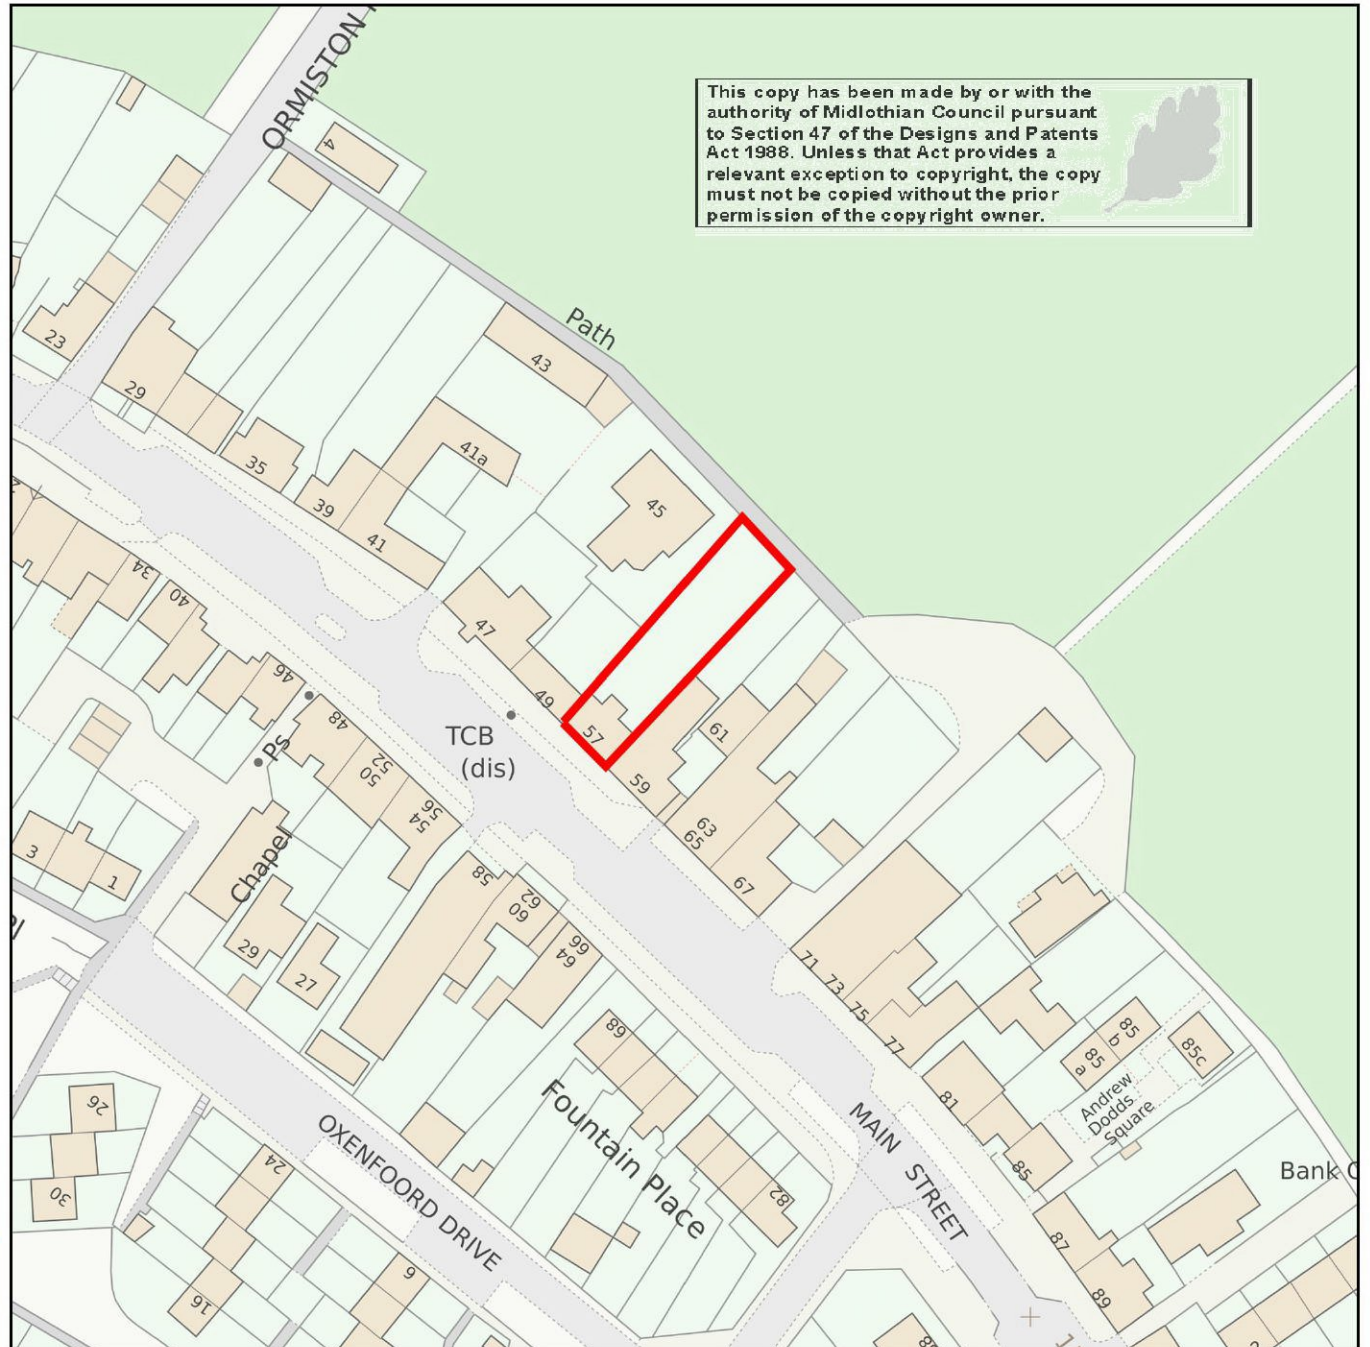 ORMISTON
This copy has been made by or with the
authority of Midlothian Council pursuant
to Section 47 of the Designs and Patents
Act 1988. Unless that Act provides a
relevant exception to copyright, the copy
must not be copied without the prior
permission of the copyright owner.
4
23
29
Path
43
35
41a
39
41
45
34
40
47
46
49
48
57
61
TCB
(dis)
Ps
52
50
59
56
54
63
65
3
1
Chapel
58
67
62
60
66
64
29
27
71
73
75
77
68
85
b
85
a
85c
81
Andrew
Dodds
Square
26
Fountain Place
MAIN STREET
OXENFOORD DRIVE
24
85
Bank
30
82
87
6
16
89